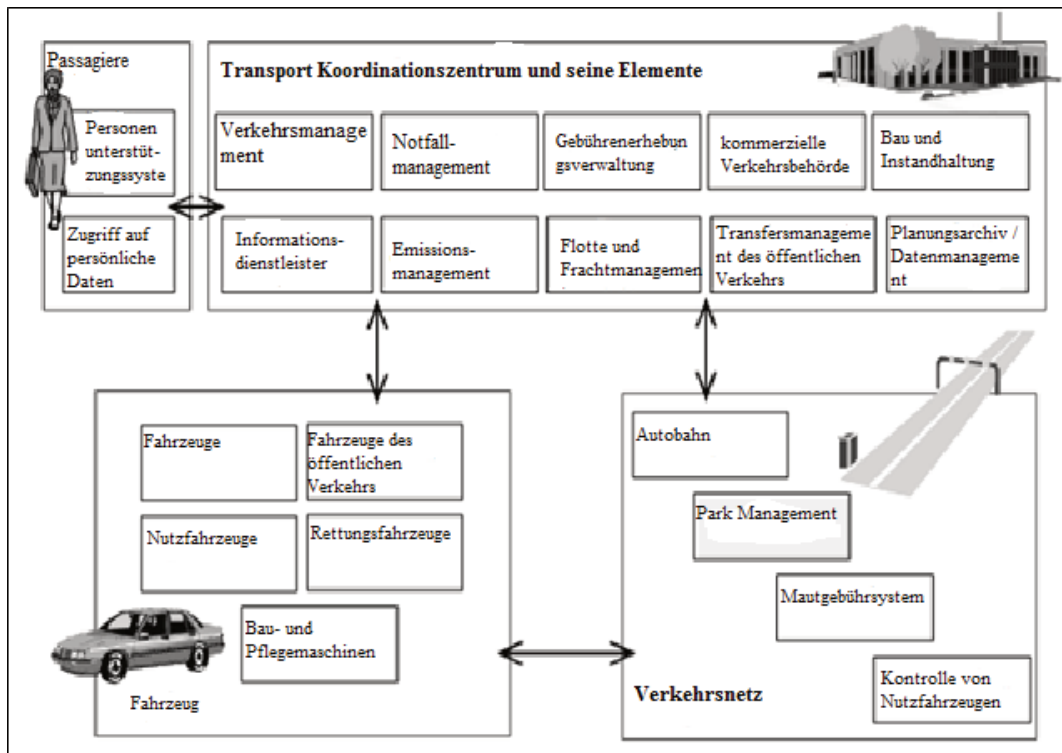 Passagiere
Personen
unterstüt-
zungssyste
Zugriff auf
persönliche
Daten
Transport Koordinationszentrum und seine Elemente
Verkehrsmanage
ment
Notfall-
management
Gebührenerhebun
gsverwaltung
kommerzielle
Verkehrsbehörde
Bau und
Instandhaltung
Informations-
dienstleister
Emissions-
management
Flotte und
Frachtmanagemen
Transfersmanageme
nt des öffentlichen
Verkehrs
Planungsarchiv /
Datenmanageme
nt
Fahrzeuge
Fahrzeuge des
öffentlichen
Verkehrs
Nutzfahrzeuge
Rettungsfahrzeuge
Bau- und
Pflegemaschinen
Fahrzeug
Autobahn
Park Management
Mautgebührsystem
Kontrolle von
Nutzfahrzeugen
Verkehrsnetz